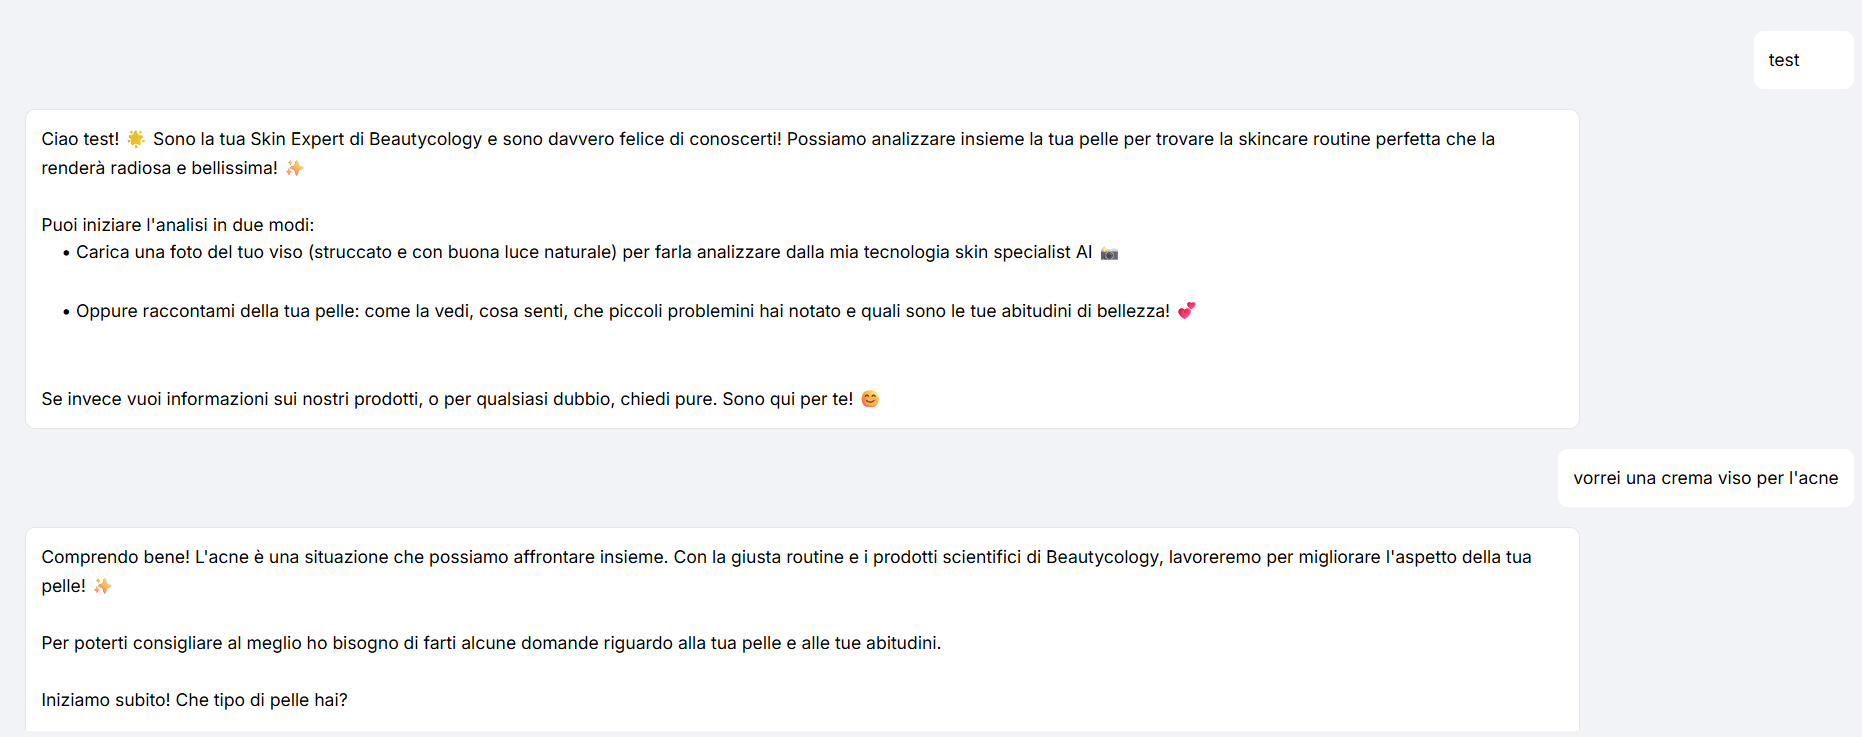 test
Ciao test! 🌟 Sono la tua Skin Expert di Beautycology e sono davvero felice di conoscerti! Possiamo analizzare insieme la tua pelle per trovare la skincare routine perfetta che la
renderà radiosa e bellissima! ✨
Puoi iniziare l'analisi in due modi:
• Carica una foto del tuo viso (struccato e con buona luce naturale) per farla analizzare dalla mia tecnologia skin specialist AI 📸
• Oppure raccontami della tua pelle: come la vedi, cosa senti, che piccoli problemini hai notato e quali sono le tue abitudini di bellezza! 💕
Se invece vuoi informazioni sui nostri prodotti, o per qualsiasi dubbio, chiedi pure. Sono qui per te! 😊
vorrei una crema viso per l'acne
Comprendo bene! L'acne è una situazione che possiamo affrontare insieme. Con la giusta routine e i prodotti scientifici di Beautycology, lavoreremo per migliorare l'aspetto della tua
pelle! ✨
Per poterti consigliare al meglio ho bisogno di farti alcune domande riguardo alla tua pelle e alle tue abitudini.
Iniziamo subito! Che tipo di pelle hai?